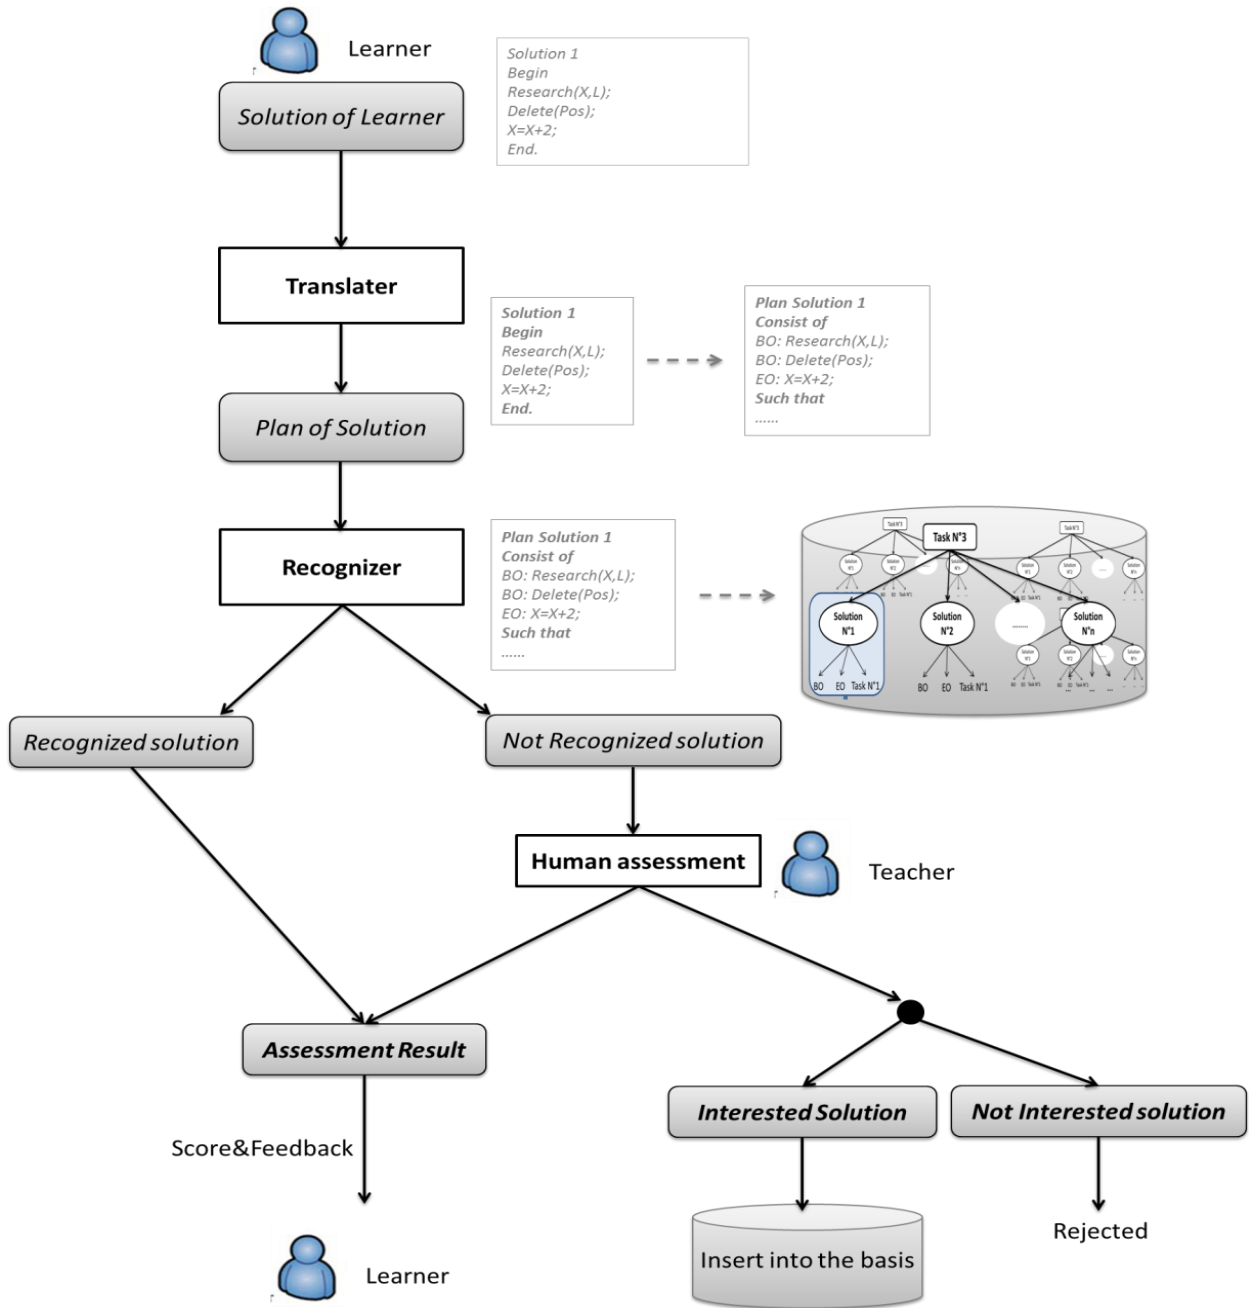 Learner
Solution of Learner
Solution 1
Begin
Research(X,L);
Delete(Pos);
X=X+2;
End.
Translater
Solution 1
Begin
Research(X,L);
Delete(Pos);
X=X+2;
End.
Plan Solution 1
Consist of
BO: Research(X,L);
BO: Delete(Pos);
EO: X=X+2;
Such that
......
Plan of Solution
Recognizer
Plan Solution 1
Consist of
BO: Research(X,L);
BO: Delete(Pos);
EO: X=X+2;
Such that
......
Task N°3
Solution
N°1
Solution
N°2
.........
Solution
N°n
BO EO Task N°1
BO EO Task N°1
... ... ...
Recognized solution
Not Recognized solution
Human assessment
Teacher
Assessment Result
Interested Solution
Not Interested solution
Score&Feedback
Insert into the basis
Rejected
Learner